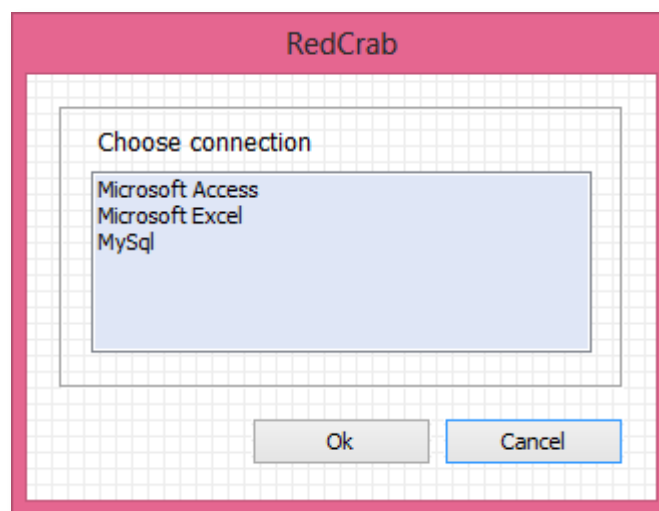 RedCrab
Choose connection
Microsoft Access
Microsoft Excel
MySql
Ok
Cancel